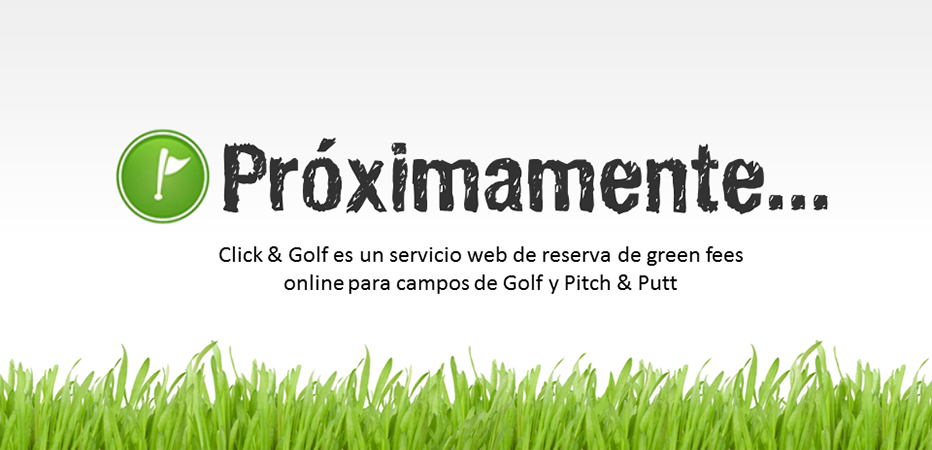 Próximamente...
Click & Golf es un servicio web de reserva de green fees
online para campos de Golf y Pitch & Putt